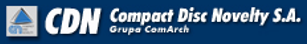 CDN Compact Disc Novelty S.A.
Grupa ComArch